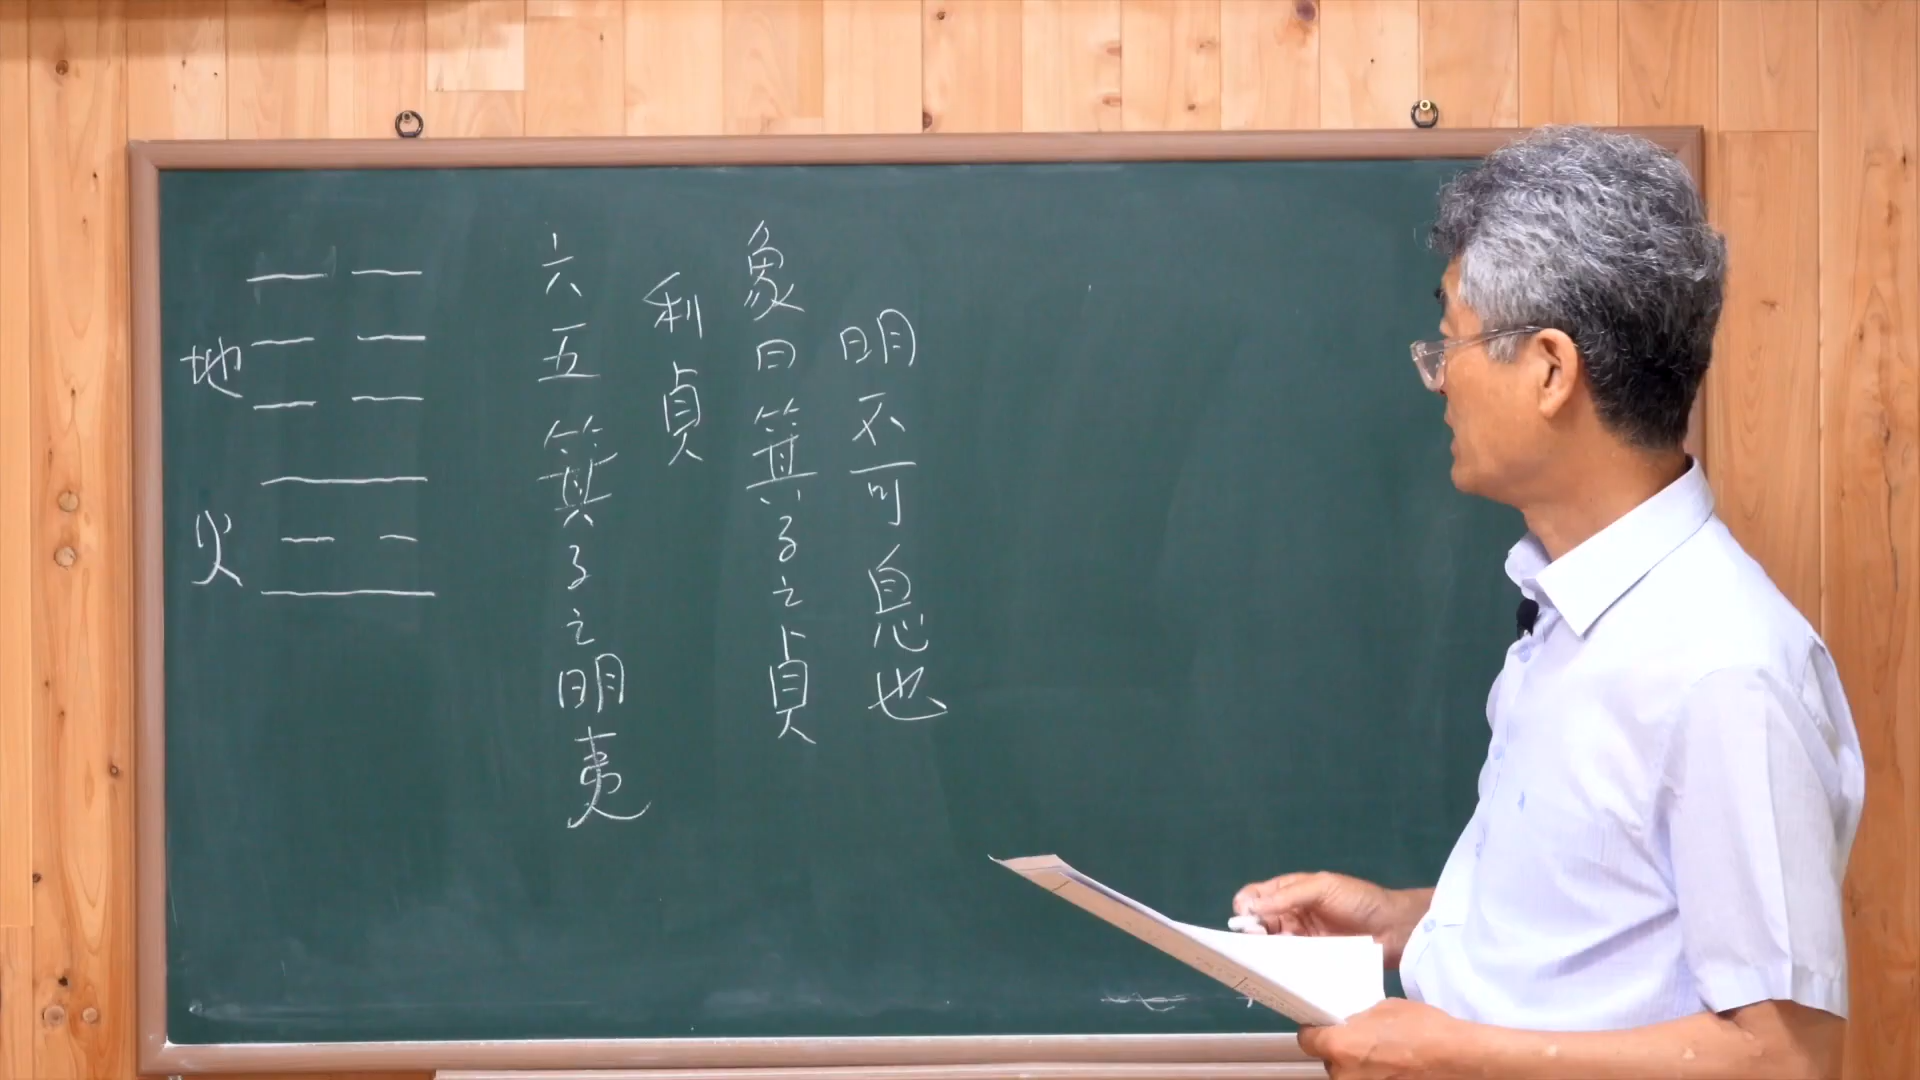 地
火
六五箕子之明夷
利貞
象曰箕子之貞
明不可息也